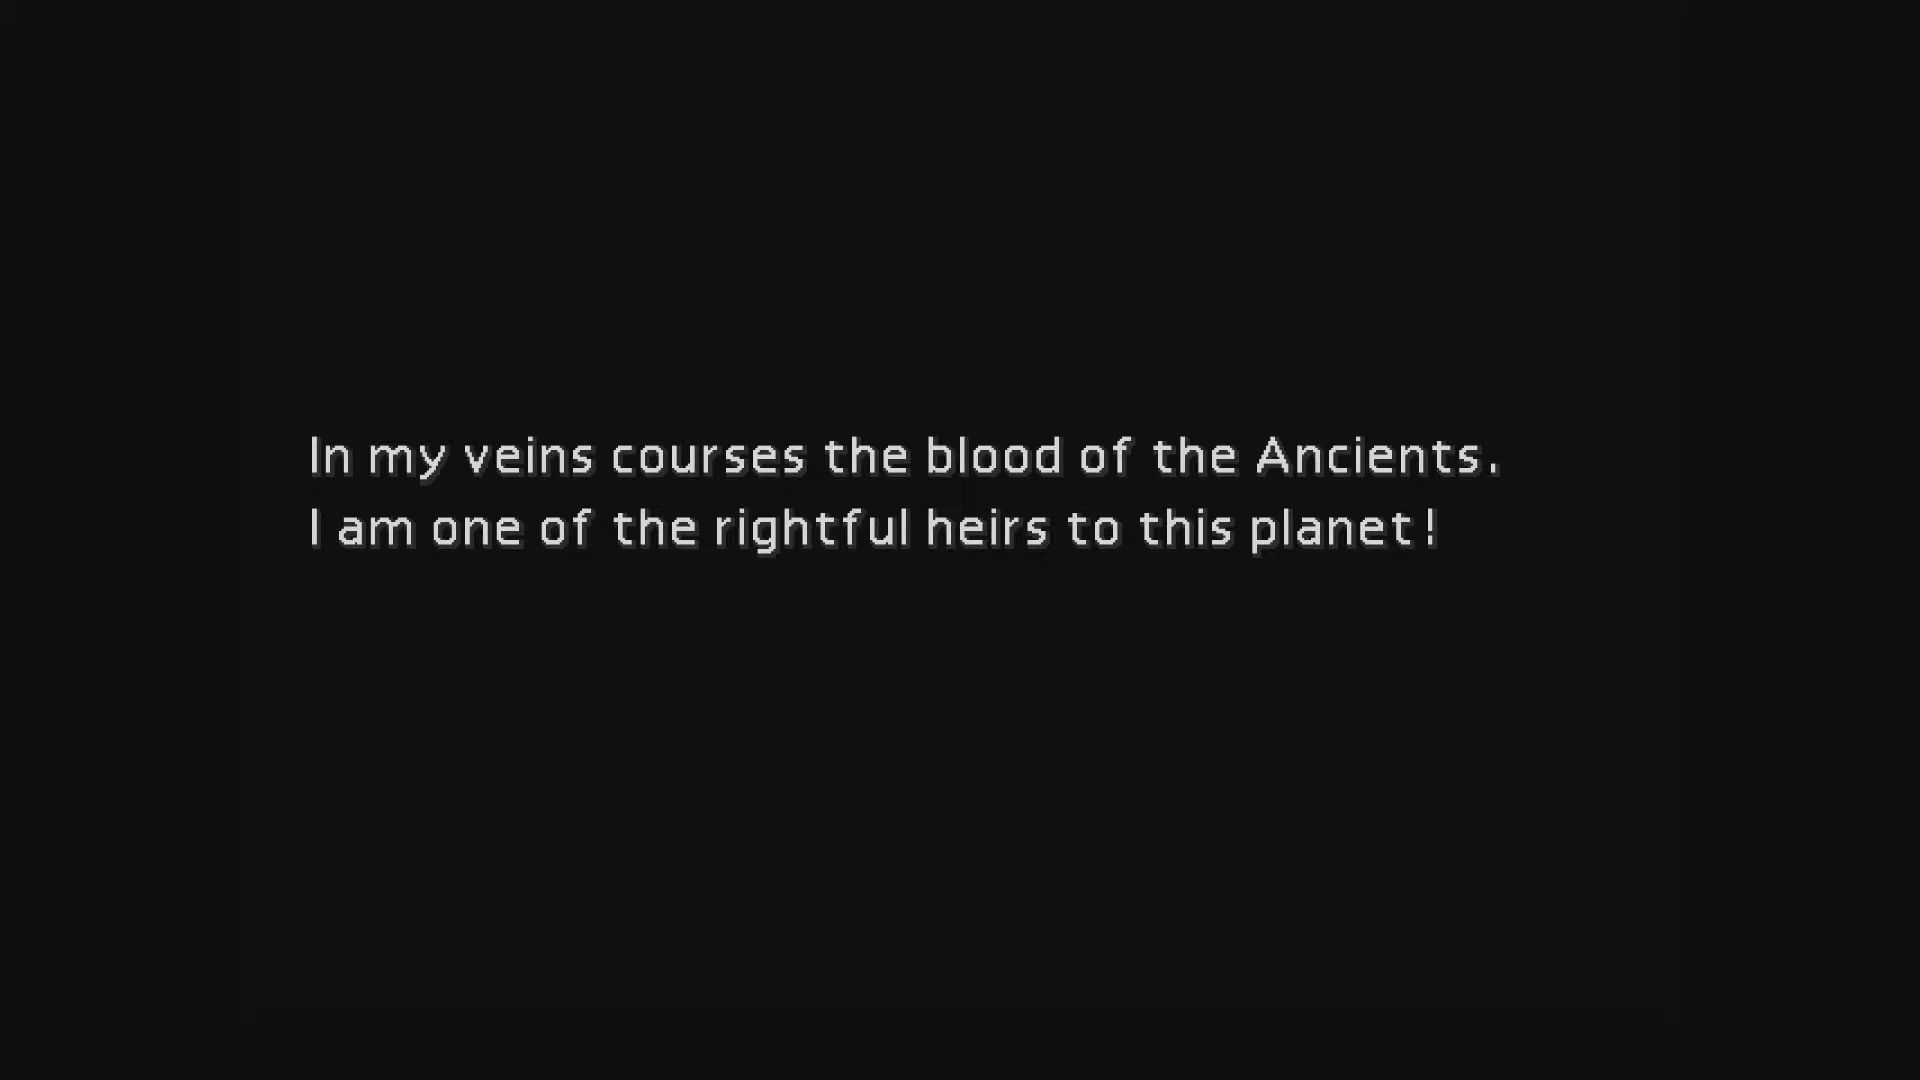 In my veins courses the blood of the Ancients.
I am one of the rightful heirs to this planet!